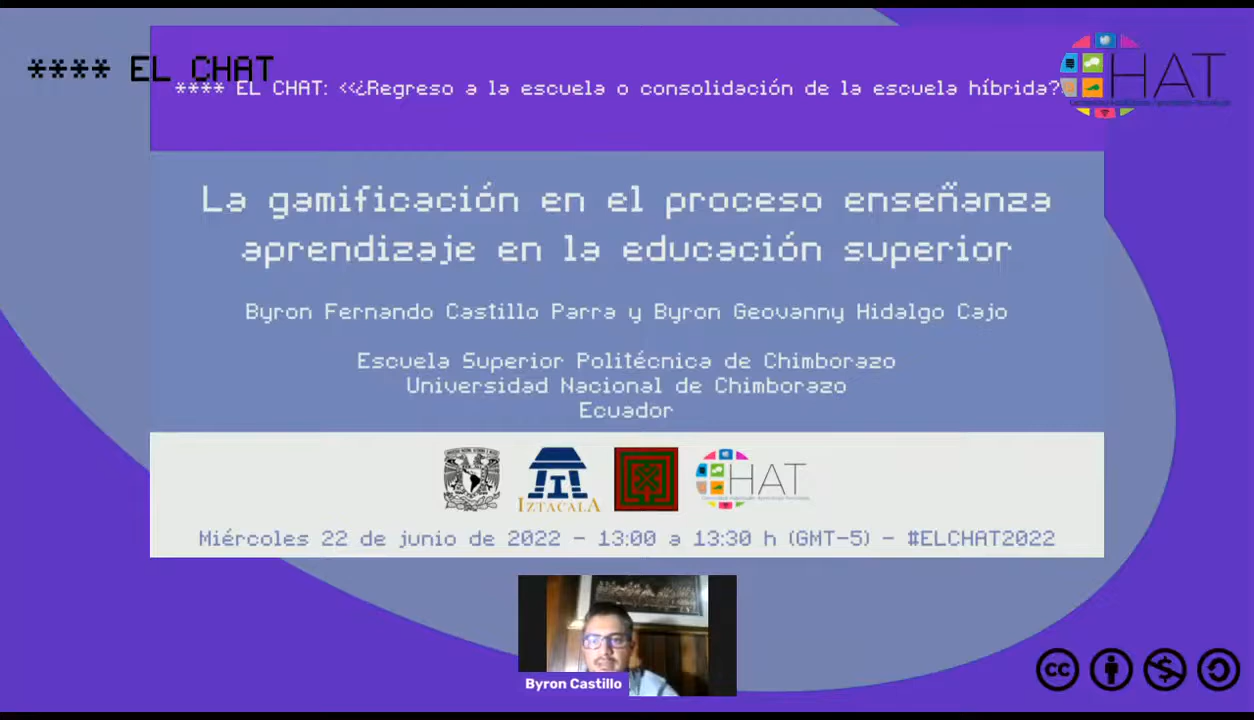 **** EL CHAT
**** EL CHAT: <<¿Regreso a la escuela o consolidación de la escuela híbrida?
HAT
La gamificación en el proceso enseñanza
aprendizaje en la educación superior
Byron Fernando Castillo Parra y Byron Geovanny Hidalgo Cajo
Escuela Superior Politécnica de Chimborazo
Universidad Nacional de Chimborazo
Ecuador
IZTACALA
HAT
Miércoles 22 de junio de 2022 - 13:00 a 13:30 h (GMT-5) - #ELCHAT2022
Byron Castillo
cc